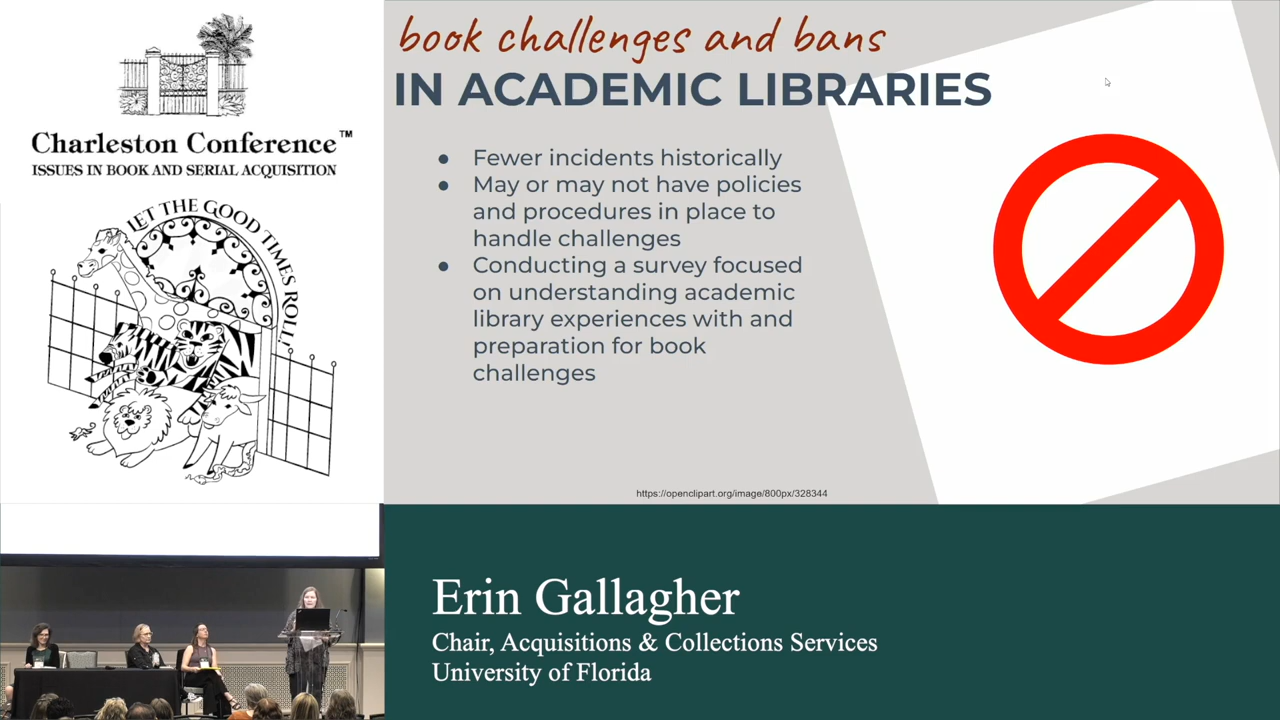 Charleston Conference™
ISSUES IN BOOK AND SERIAL ACQUISITION
LET THE GOOD TIMES ROLL!
book challenges and bans
IN ACADEMIC LIBRARIES
● Fewer incidents historically
● May or may not have policies
and procedures in place to
handle challenges
● Conducting a survey focused
on understanding academic
library experiences with and
preparation for book
challenges
https://openclipart.org/image/800px/328344
Erin Gallagher
Chair, Acquisitions & Collections Services
University of Florida